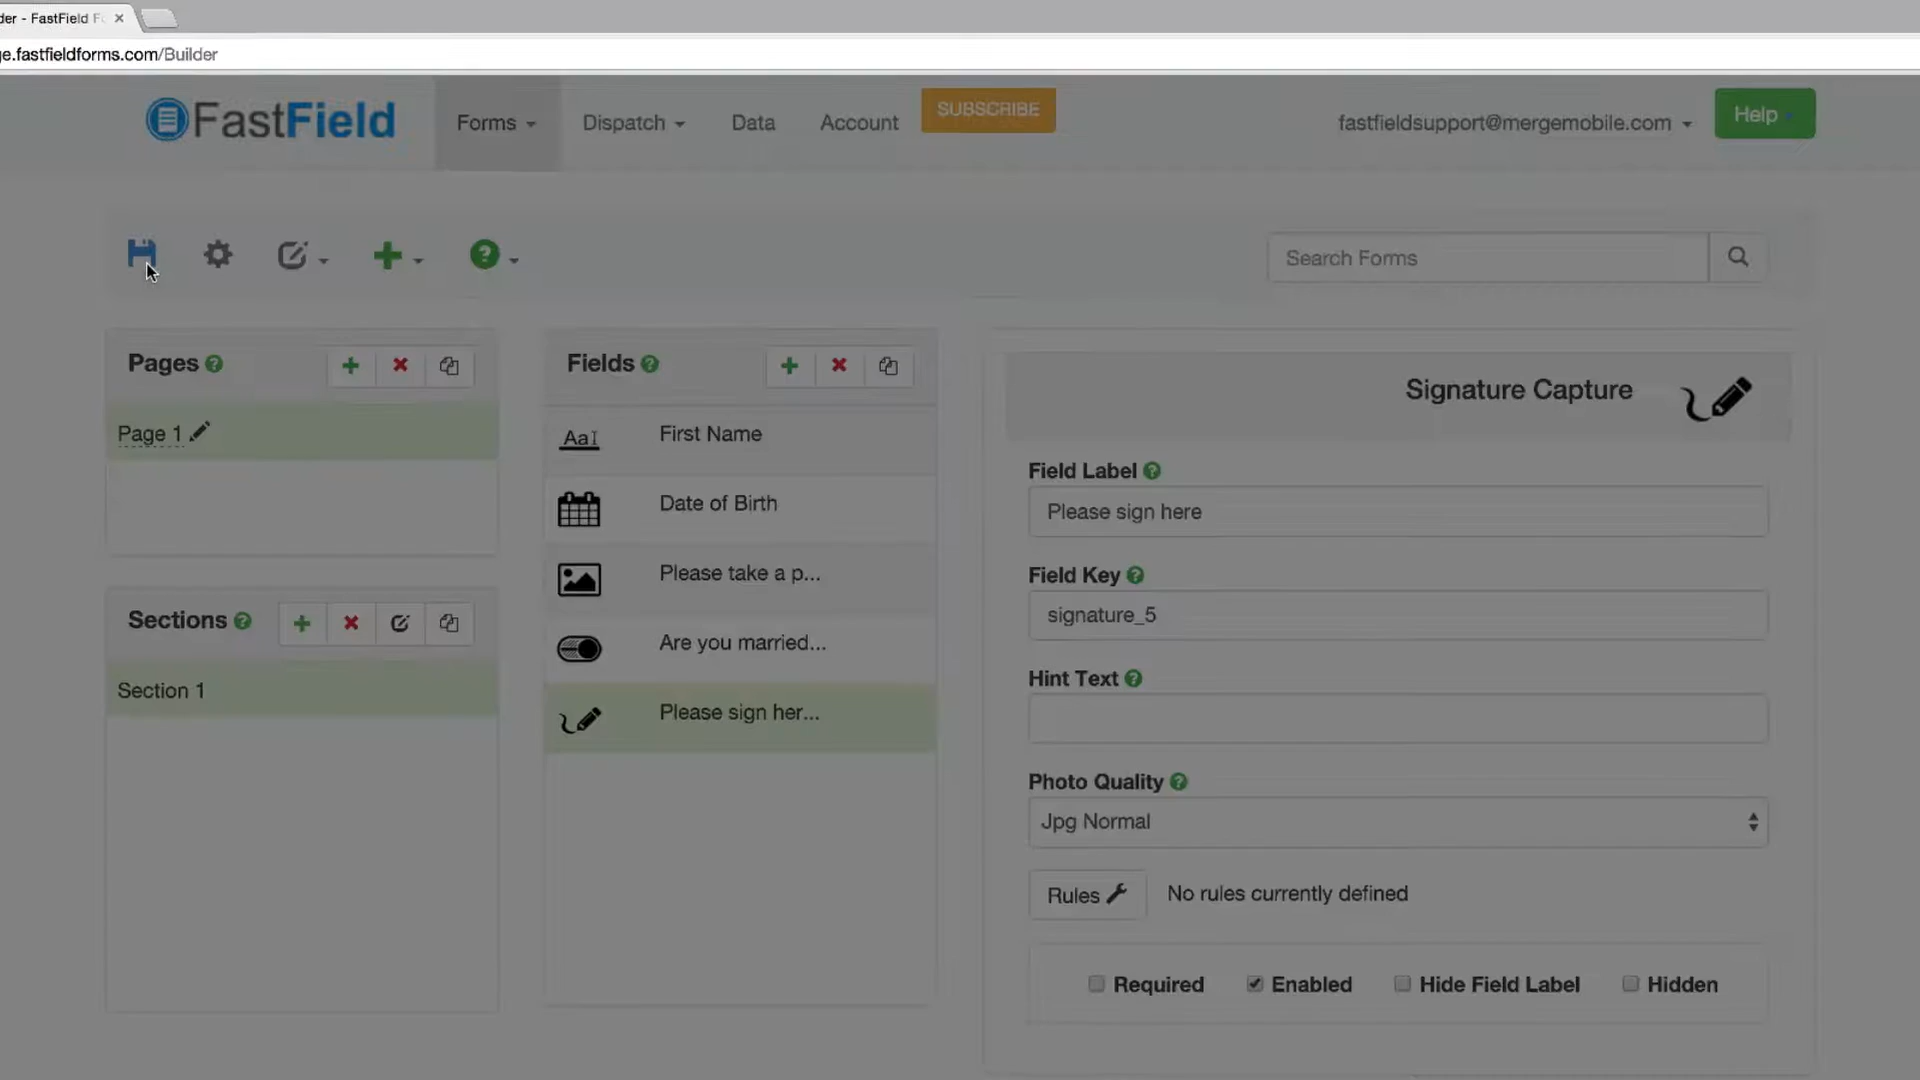 der - FastField F
ge.fastfieldforms.com/Builder
FastField
Forms
Dispatch
Data
Account
SUBSCRIBE
fastfieldsupport@mergemobile.com
Help
Search Forms
Pages
Page 1
Sections
Section 1
Fields
AaI
First Name
Date of Birth
Please take a p...
Are you married...
Please sign her...
Signature Capture
Field Label
Please sign here
Field Key
signature_5
Hint Text
Photo Quality
Jpg Normal
Rules
No rules currently defined
Required
Enabled
Hide Field Label
Hidden